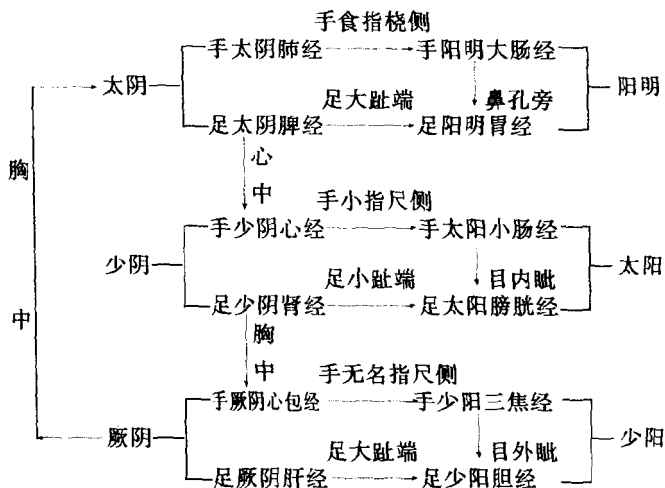 手食指桡侧
手太阴肺经 手阳明大肠经
太阴 阳明
足大趾端 鼻孔旁
足太阴脾经 足阳明胃经
心
中
胸
手小指尺侧
手少阴心经 手太阳小肠经
少阴 太阳
足小趾端 目内眦
足少阴肾经 足太阳膀胱经
中
胸
中
手无名指尺侧
手厥阴心包经 手少阳三焦经
厥阴 少阳
足大趾端 目外眦
足厥阴肝经 足少阳胆经